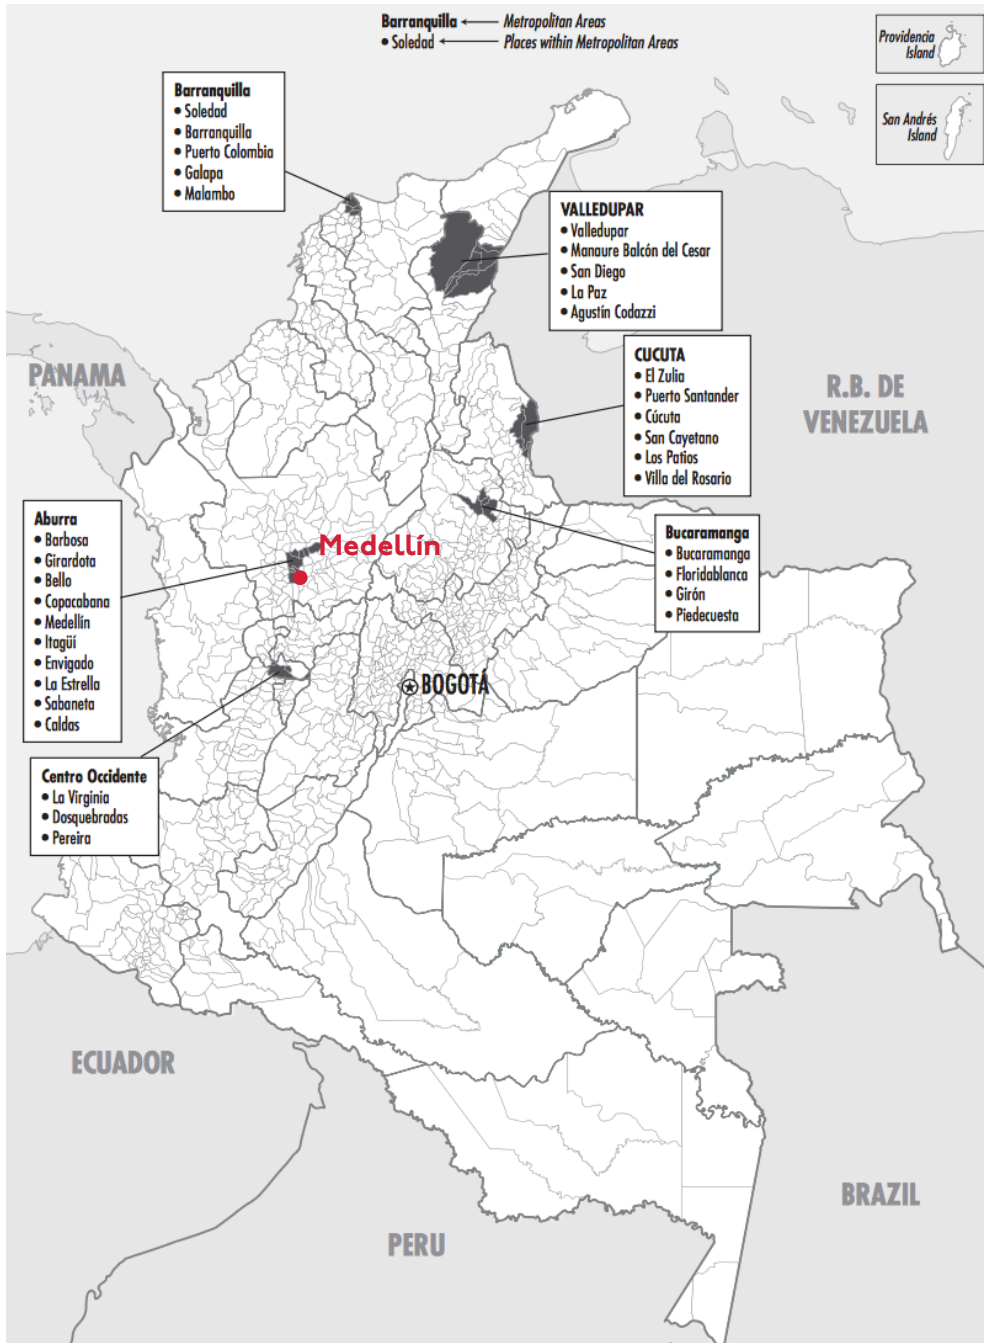 Barranquilla Metropolitan Areas
• Soledad Places within Metropolitan Areas
Providencia
Island
San Andrés
Island
Barranquilla
• Soledad
• Barranquilla
• Puerto Colombia
• Galapa
• Malambo
VALLEDUPAR
• Valledupar
• Manaure Balcón del Cesar
• San Diego
• La Paz
• Agustín Codazzi
PANAMA
CUCUTA
• El Zulia
• Puerto Santander
• Cúcuta
• San Cayetano
• Los Patios
• Villa del Rosario
R.B. DE
VENEZUELA
Aburra
• Barbosa
• Girardota
• Bello
• Copacabana
• Medellín
• Itagüí
• Envigado
• La Estrella
• Sabaneta
• Caldas
Medellín
Bucaramanga
• Bucaramanga
• Floridablanca
• Girón
• Piedecuesta
BOGOTÁ
Centro Occidente
• La Virginia
• Dosquebradas
• Pereira
ECUADOR
BRAZIL
PERU